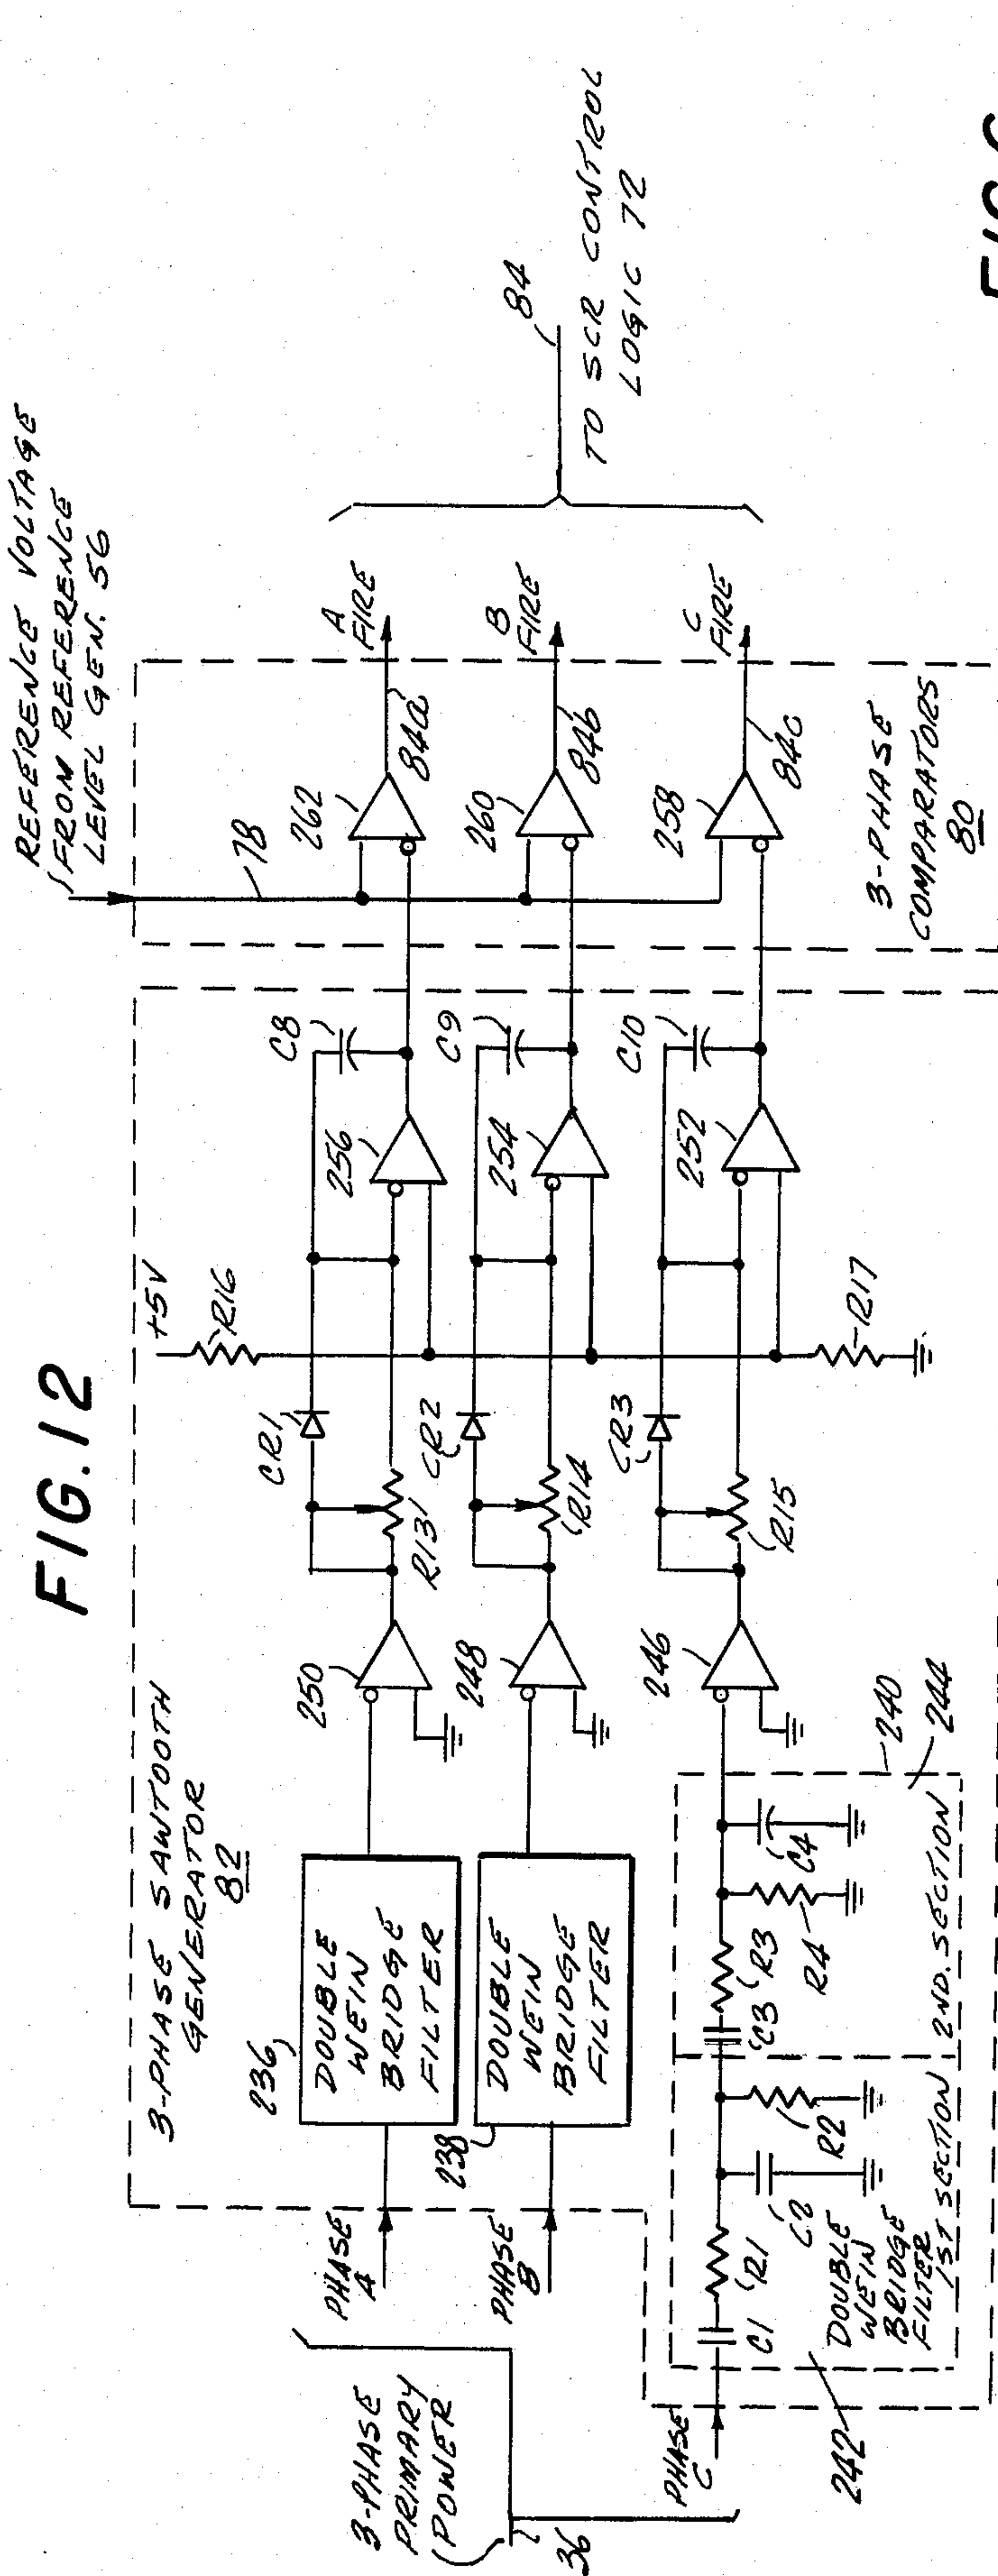 FIG. 12
REFERENCE VOLTAGE
FROM REFERENCE
LEVEL GEN. 56
78
3-PHASE SAWTOOTH
GENERATOR
82
+5V
R16
3-PHASE
PRIMARY
POWER
36
PHASE
A
236
DOUBLE
WEIN
BRIDGE
FILTER
250
R13
CR1
256
C8
262
84a
A
FIRE
PHASE
B
238
DOUBLE
WEIN
BRIDGE
FILTER
248
R14
CR2
254
C9
260
84b
B
FIRE
84
TO SCR CONTROL
LOGIC 72
PHASE
C
242
C1
R1
C2
R2
DOUBLE
WEIN
BRIDGE
FILTER
1ST SECTION
C3
R3
R4
C4
2ND. SECTION
240
244
246
R15
CR3
R17
252
C10
258
84c
C
FIRE
3-PHASE
COMPARATORS
80